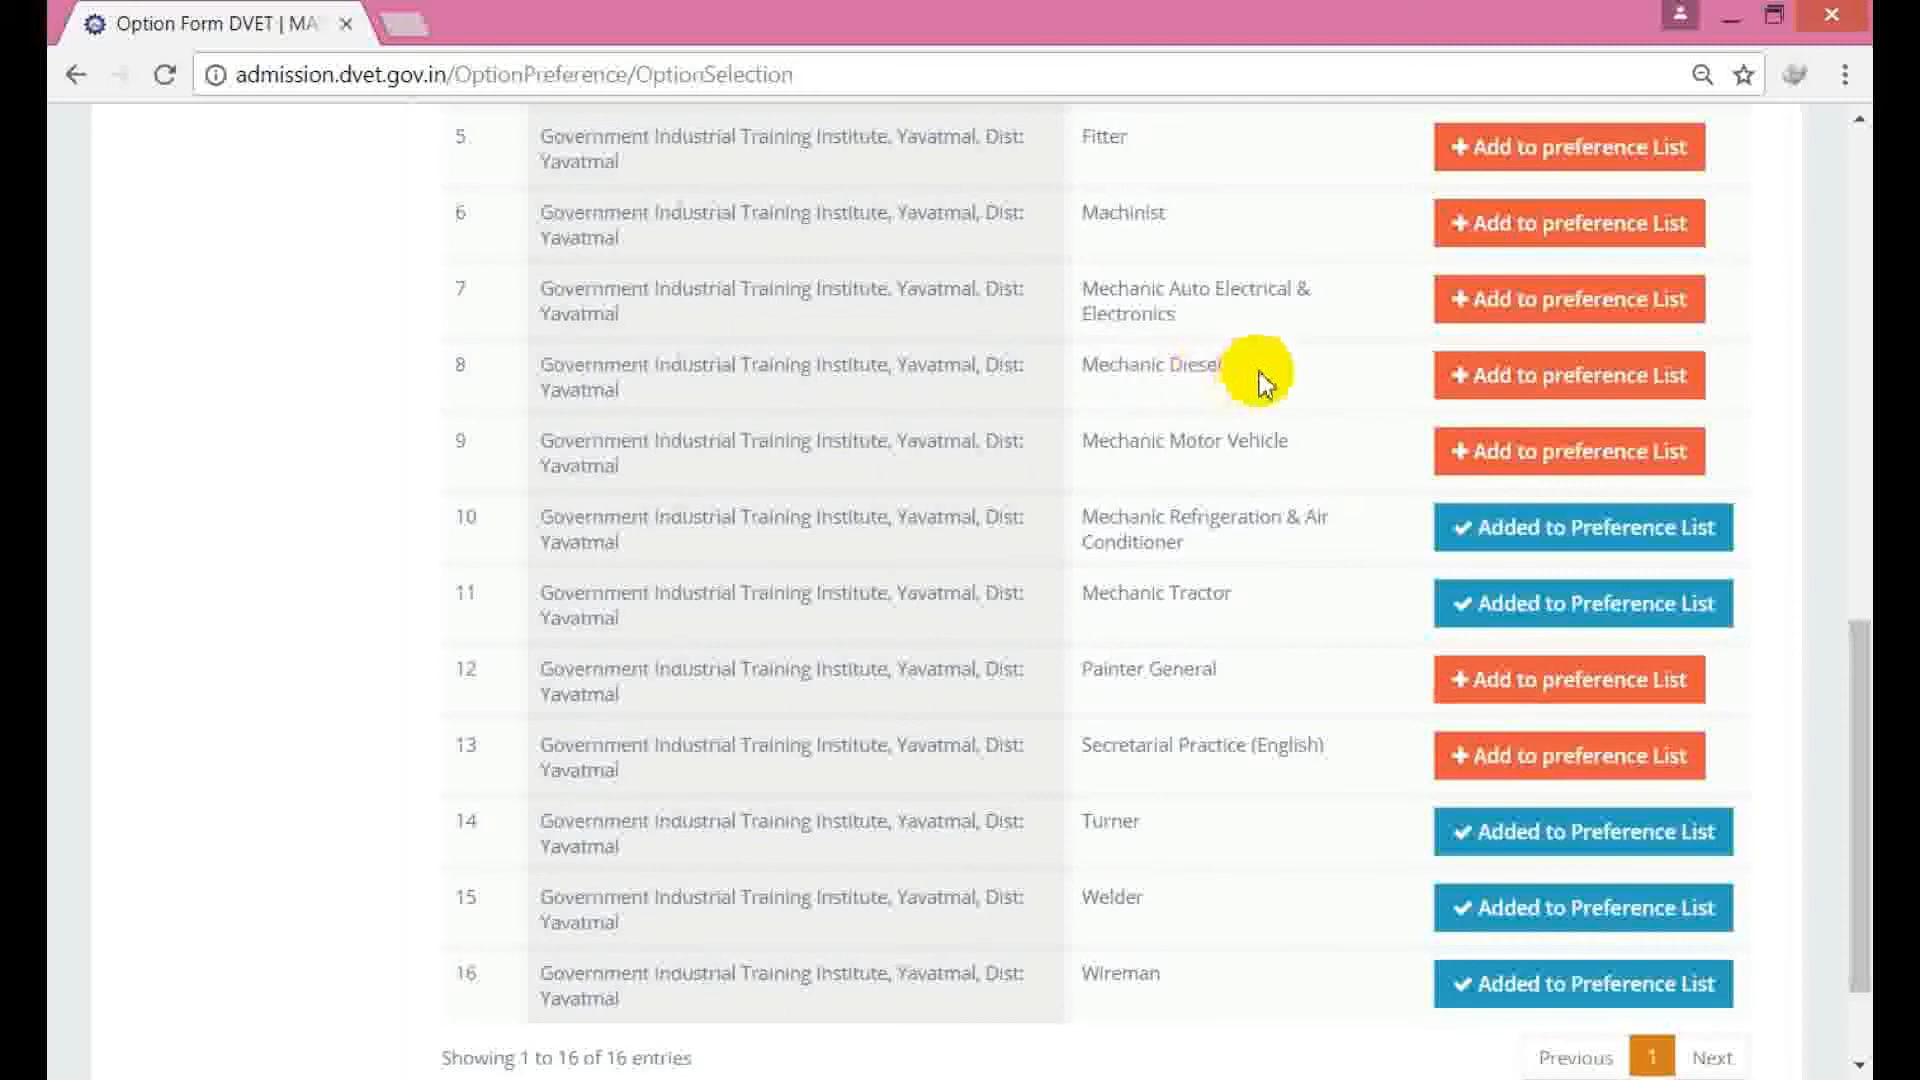 Option Form DVET | MA
admission.dvet.gov.in/OptionPreference/OptionSelection
5 Government Industrial Training Institute, Yavatmal, Dist: Fitter + Add to preference List
Yavatmal
6 Government Industrial Training Institute, Yavatmal, Dist: Machinist + Add to preference List
Yavatmal
7 Government Industrial Training Institute, Yavatmal, Dist: Mechanic Auto Electrical & + Add to preference List
Yavatmal Electronics
8 Government Industrial Training Institute, Yavatmal, Dist: Mechanic Diesel + Add to preference List
Yavatmal
9 Government Industrial Training Institute, Yavatmal, Dist: Mechanic Motor Vehicle + Add to preference List
Yavatmal
10 Government Industrial Training Institute, Yavatmal, Dist: Mechanic Refrigeration & Air ✔ Added to Preference List
Yavatmal Conditioner
11 Government Industrial Training Institute, Yavatmal, Dist: Mechanic Tractor ✔ Added to Preference List
Yavatmal
12 Government Industrial Training Institute, Yavatmal, Dist: Painter General + Add to preference List
Yavatmal
13 Government Industrial Training Institute, Yavatmal, Dist: Secretarial Practice (English) + Add to preference List
Yavatmal
14 Government Industrial Training Institute, Yavatmal, Dist: Turner ✔ Added to Preference List
Yavatmal
15 Government Industrial Training Institute, Yavatmal, Dist: Welder ✔ Added to Preference List
Yavatmal
16 Government Industrial Training Institute, Yavatmal, Dist: Wireman ✔ Added to Preference List
Yavatmal
Showing 1 to 16 of 16 entries Previous 1 Next